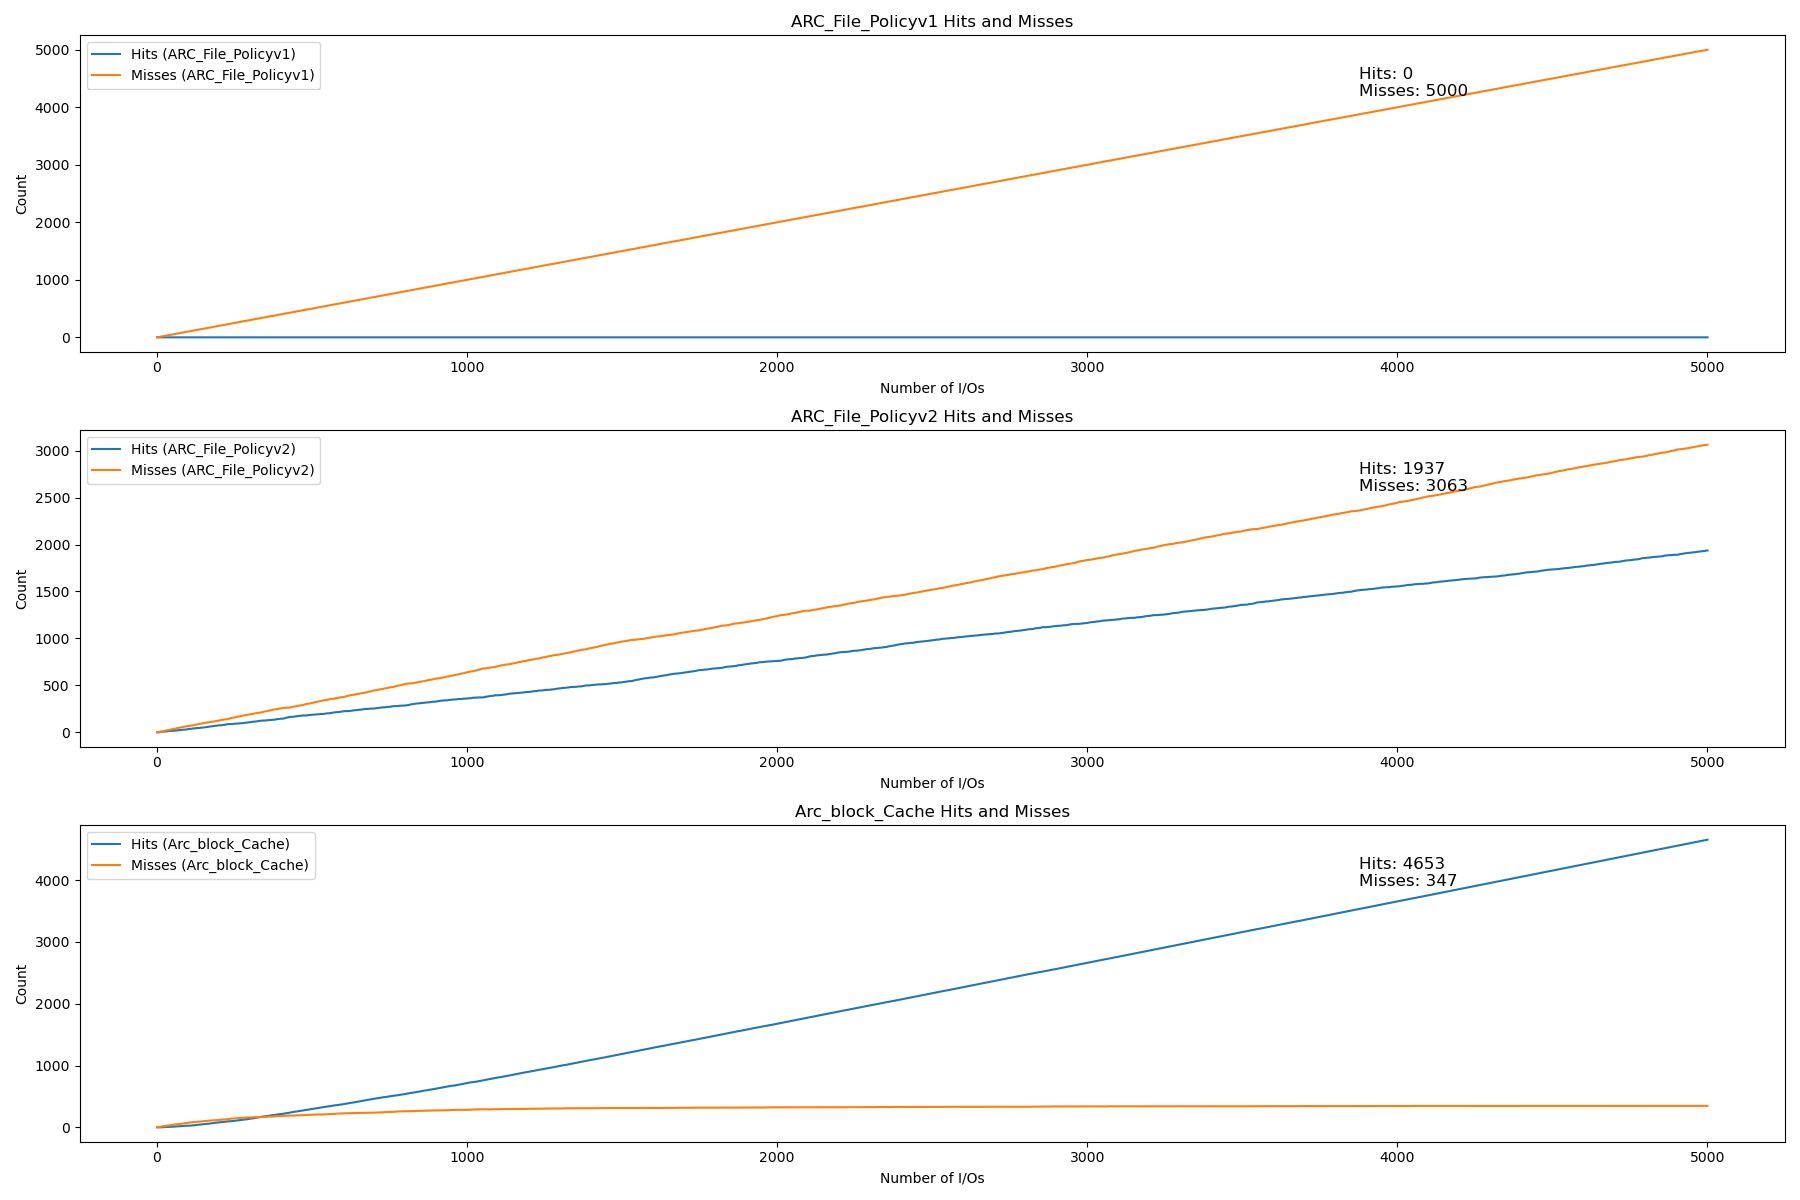 ARC_File_Policyv1 Hits and Misses
Hits (ARC_File_Policyv1)
Misses (ARC_File_Policyv1)
Hits: 0
Misses: 5000
5000
4000
3000
2000
1000
0
Count
0 1000 2000 3000 4000 5000
Number of I/Os
ARC_File_Policyv2 Hits and Misses
Hits (ARC_File_Policyv2)
Misses (ARC_File_Policyv2)
Hits: 1937
Misses: 3063
3000
2500
2000
1500
1000
500
0
Count
0 1000 2000 3000 4000 5000
Number of I/Os
Arc_block_Cache Hits and Misses
Hits (Arc_block_Cache)
Misses (Arc_block_Cache)
Hits: 4653
Misses: 347
4000
3000
2000
1000
0
Count
0 1000 2000 3000 4000 5000
Number of I/Os